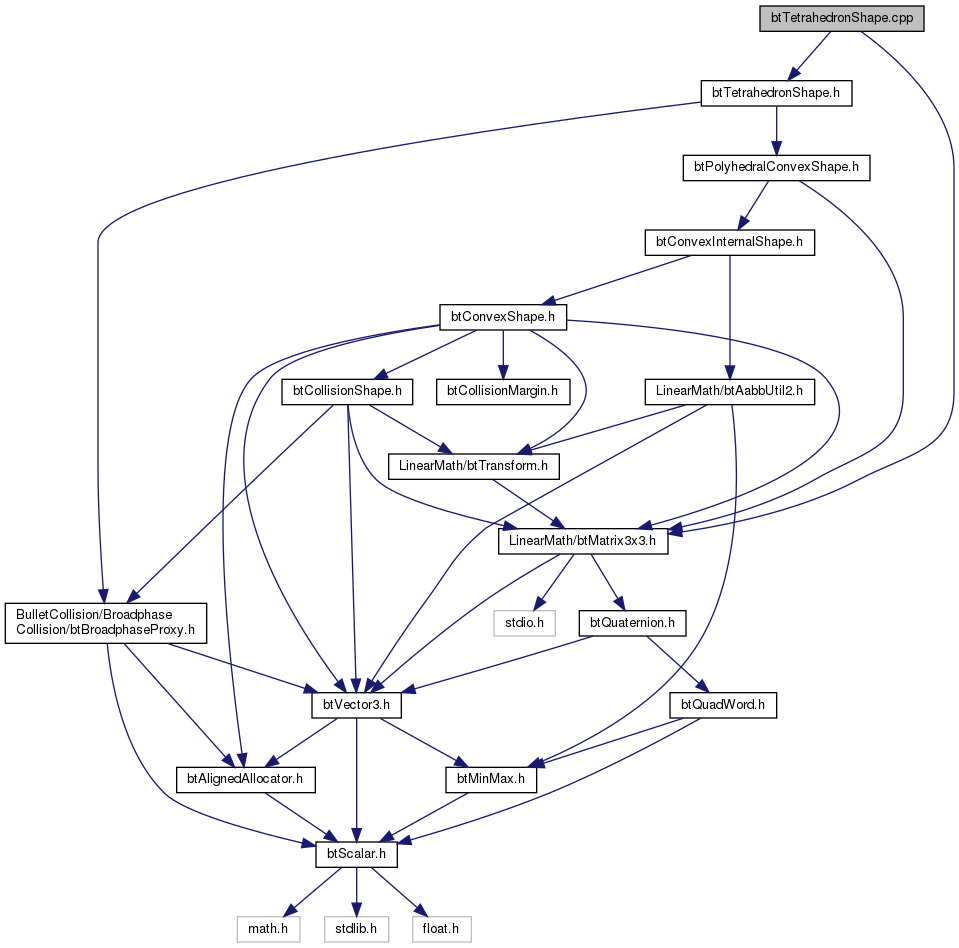 btTetrahedronShape.cpp
btTetrahedronShape.h
btPolyhedralConvexShape.h
btConvexInternalShape.h
btConvexShape.h
btCollisionShape.h
btCollisionMargin.h
LinearMath/btAabbUtil2.h
LinearMath/btTransform.h
LinearMath/btMatrix3x3.h
BulletCollision/Broadphase
Collision/btBroadphaseProxy.h
stdio.h
btQuaternion.h
btVector3.h
btQuadWord.h
btAlignedAllocator.h
btMinMax.h
btScalar.h
math.h
stdlib.h
float.h